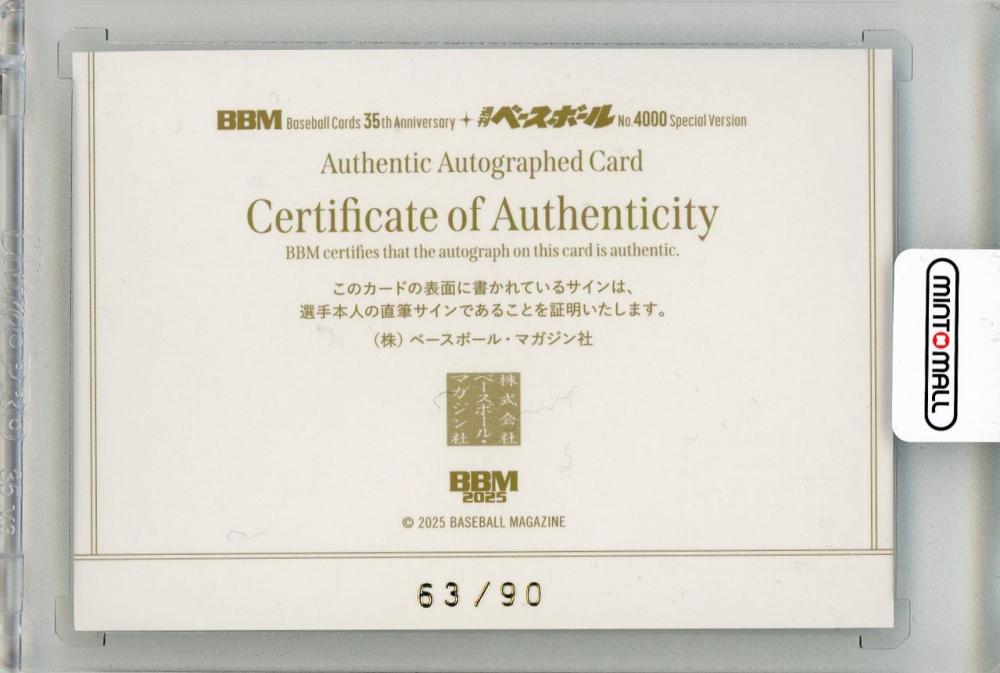 BBM Baseball Cards 35th Anniversary + 週刊ベースボール No.4000 Special Version
Authentic Autographed Card
Certificate of Authenticity
BBM certifies that the autograph on this card is authentic.
このカードの表面に書かれているサインは、
選手本人の直筆サインであることを証明いたします。
(株)ベースボール・マガジン社
株式会社
ベースボール・
マガジン社
BBM
2025
© 2025 BASEBALL MAGAZINE
63/90
MINTOMALL